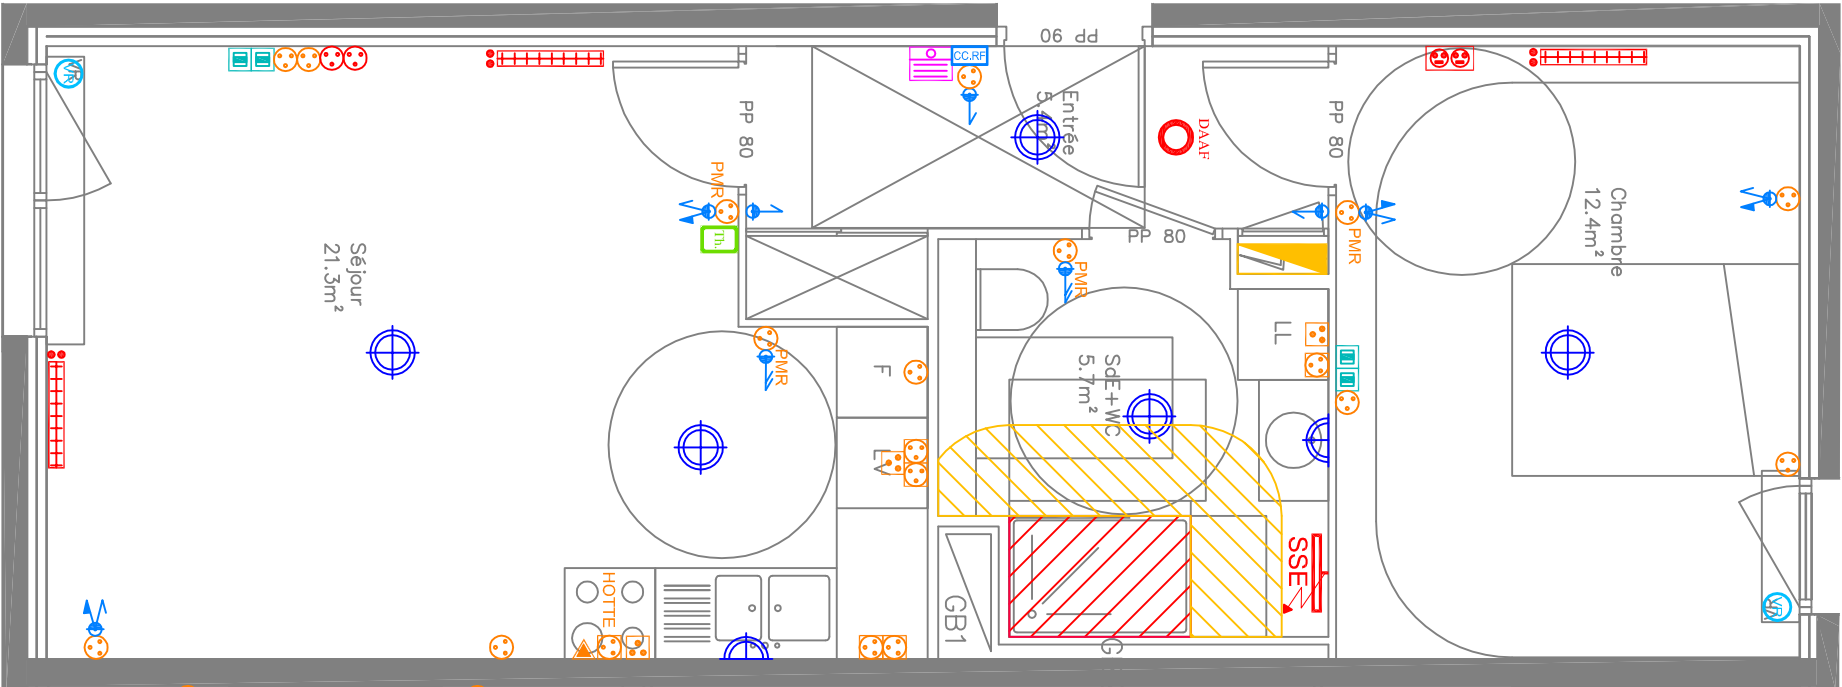 PP 90
VR
CC.RF
Entrée
5.4m²
DAAF
PP 80
PP 80
PMR
Th.
PP 80
PMR
PMR
Chambre
12.4m²
Séjour
21.3m²
LL
PMR
SdE+WC
5.7m²
F
LV
HOTTE
GB1
SSE
VR
G